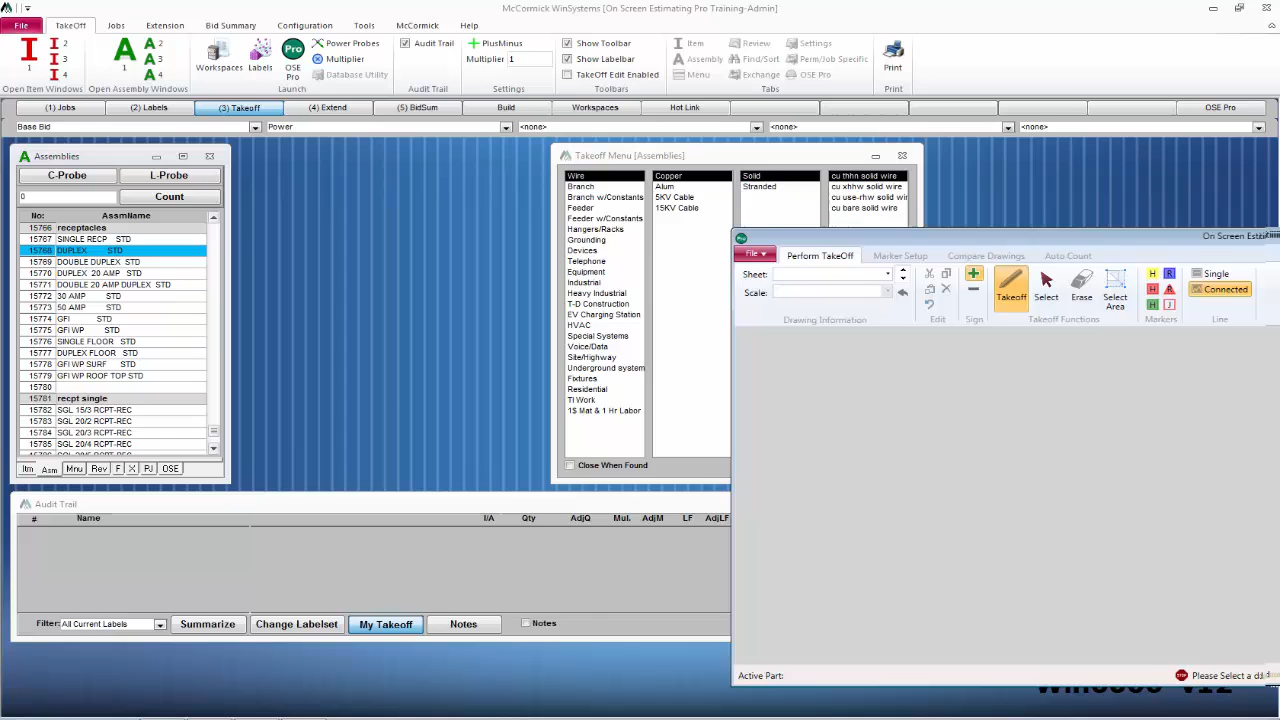 McCormick WinSystems [On Screen Estimating Pro Training-Admin]
File TakeOff Jobs Extension Bid Summary Configuration Tools McCormick Help
I 1 I 2 I 3 I 4 Open Item Windows
A 1 A 2 A 3 A 4 Open Assembly Windows
Workspaces Labels Pro OSE Pro Power Probes Multiplier Database Utility Launch
Audit Trail Audit Trail
PlusMinus Multiplier 1 Settings
Show Toolbar Show Labelbar TakeOff Edit Enabled Toolbars
Item Assembly Menu Review Find/Sort Exchange Settings Perm/Job Specific OSE Pro Tabs
Print Print
(1) Jobs (2) Labels (3) Takeoff (4) Extend (5) BidSum Build Workspaces Hot Link OSE Pro
Base Bid Power <none> <none> <none>
A Assemblies
C-Probe L-Probe
0 Count
No: AssmName
15766 receptacles
15767 SINGLE RECP STD
15768 DUPLEX STD
15769 DOUBLE DUPLEX STD
15770 DUPLEX 20 AMP STD
15771 DOUBLE 20 AMP DUPLEX STD
15772 30 AMP STD
15773 50 AMP STD
15774 GFI STD
15775 GFI WP STD
15776 SINGLE FLOOR STD
15777 DUPLEX FLOOR STD
15778 GFI WP SURF STD
15779 GFI WP ROOF TOP STD
15780
15781 recpt single
15782 SGL 15/3 RCPT-REC
15783 SGL 20/2 RCPT-REC
15784 SGL 20/3 RCPT-REC
15785 SGL 20/4 RCPT-REC
Itm Asm Mnu Rev F X PJ OSE
Takeoff Menu [Assemblies]
Wire
Branch
Branch w/Constants
Feeder
Feeder w/Constants
Hangers/Racks
Grounding
Devices
Telephone
Equipment
Industrial
Heavy Industrial
T-D Construction
EV Charging Station
Lighting
HVAC
Special Systems
Voice/Data
Site/Highway
Underground system
Fixtures
Residential
TI Work
1$ Mat & 1 Hr Labor
Copper
Alum
5KV Cable
15KV Cable
Solid
Stranded
cu thhn solid wire
cu xhhw solid wire
cu use-rhw solid wir
cu bare solid wire
Close When Found
Pro On Screen Esti
File Perform TakeOff Marker Setup Compare Drawings Auto Count
Sheet:
Scale:
Drawing Information
Edit
Sign
Takeoff Select Erase Select Area
Takeoff Functions
H R H A H J
Markers
Single
Connected
Line
Active Part: STOP Please Select a d
Audit Trail
# Name I/A Qty AdjQ Mul. AdjM LF AdjLF
Filter: All Current Labels Summarize Change Labelset My Takeoff Notes Notes